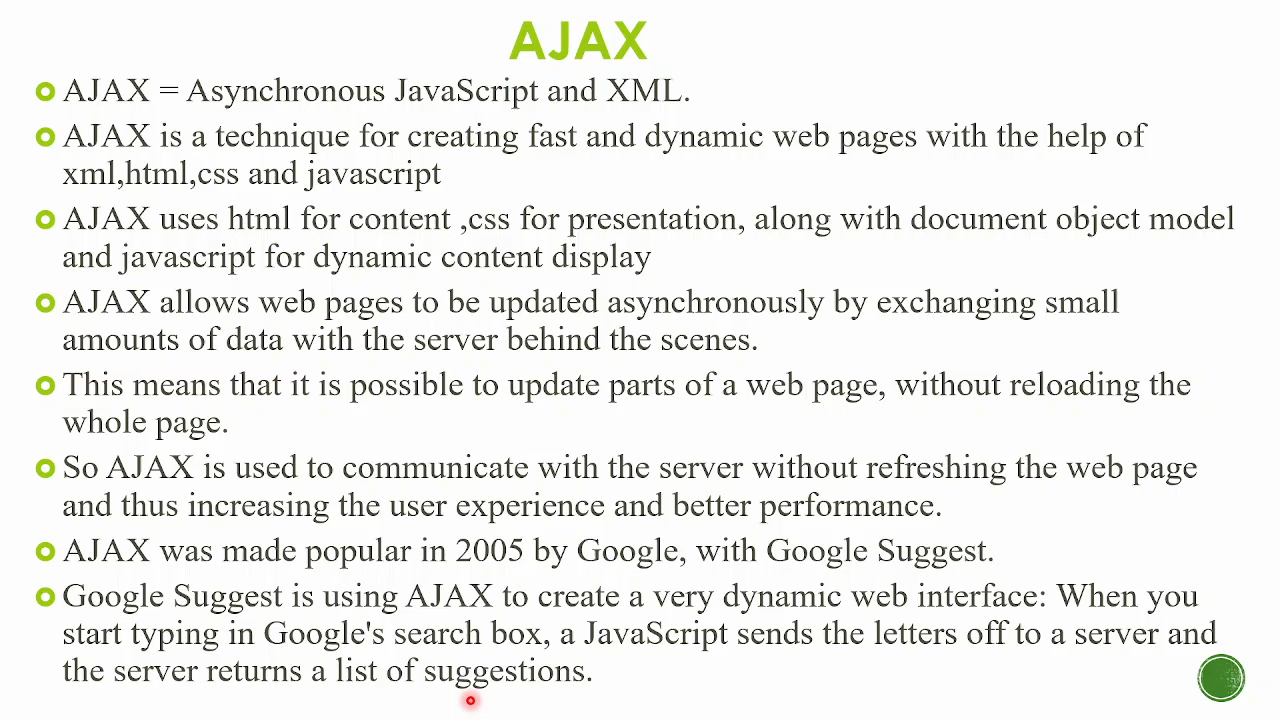 AJAX
AJAX = Asynchronous JavaScript and XML.
AJAX is a technique for creating fast and dynamic web pages with the help of
xml,html,css and javascript
AJAX uses html for content ,css for presentation, along with document object model
and javascript for dynamic content display
AJAX allows web pages to be updated asynchronously by exchanging small
amounts of data with the server behind the scenes.
This means that it is possible to update parts of a web page, without reloading the
whole page.
So AJAX is used to communicate with the server without refreshing the web page
and thus increasing the user experience and better performance.
AJAX was made popular in 2005 by Google, with Google Suggest.
Google Suggest is using AJAX to create a very dynamic web interface: When you
start typing in Google's search box, a JavaScript sends the letters off to a server and
the server returns a list of suggestions.